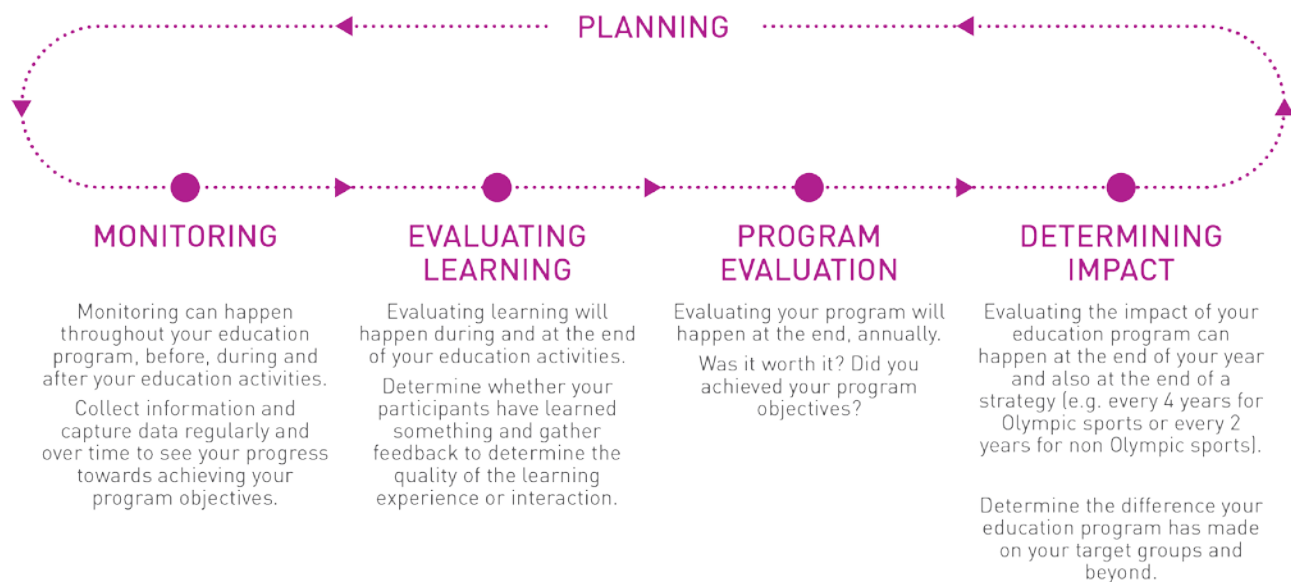 PLANNING
MONITORING
Monitoring can happen
throughout your education
program, before, during and
after your education activities.
Collect information and
capture data regularly and
over time to see your progress
towards achieving your
program objectives.
EVALUATING
LEARNING
Evaluating learning will
happen during and at the end
of your education activities.
Determine whether your
participants have learned
something and gather
feedback to determine the
quality of the learning
experience or interaction.
PROGRAM
EVALUATION
Evaluating your program will
happen at the end, annually.
Was it worth it? Did you
achieved your program
objectives?
DETERMINING
IMPACT
Evaluating the impact of your
education program can
happen at the end of your year
and also at the end of a
strategy (e.g. every 4 years for
Olympic sports or every 2
years for non Olympic sports).
Determine the difference your
education program has made
on your target groups and
beyond.